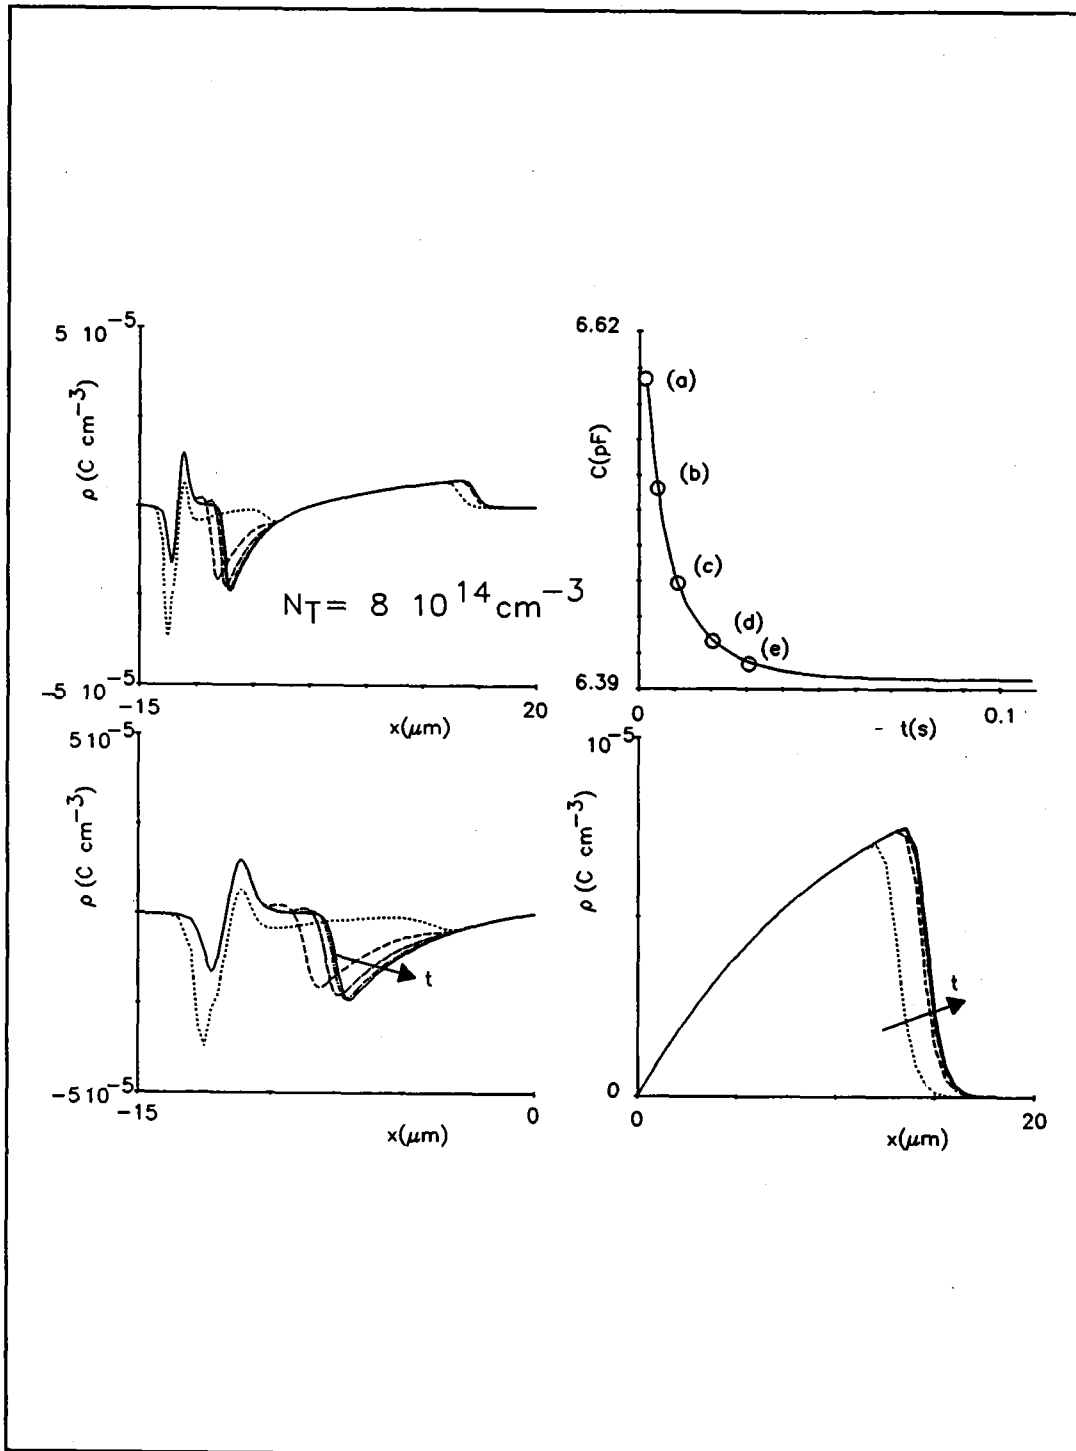 5 10⁻⁵
ρ (C cm⁻³)
N_T = 8 10¹⁴ cm⁻³
-5 10⁻⁵
-15
20
x(μm)
6.62
C(pF)
(a)
(b)
(c)
(d)
(e)
6.39
0
0.1
t(s)
5 10⁻⁵
ρ (C cm⁻³)
t
-5 10⁻⁵
-15
0
x(μm)
10⁻⁵
ρ (C cm⁻³)
t
0
0
20
x(μm)